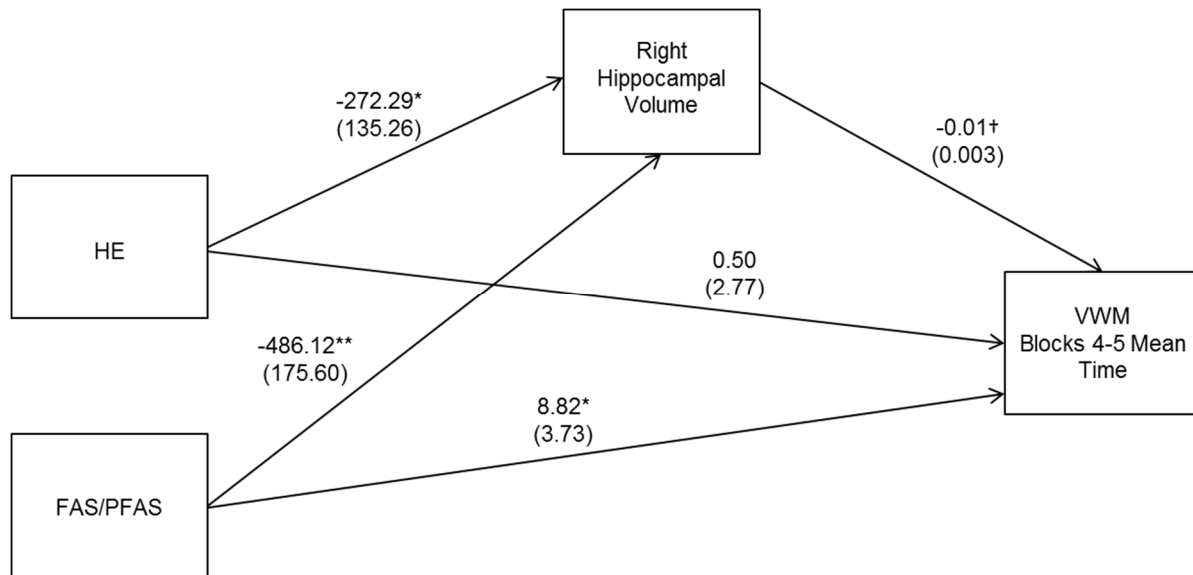 Right
Hippocampal
Volume
-272.29*
(135.26)
-0.01†
(0.003)
HE
0.50
(2.77)
VWM
Blocks 4-5 Mean
Time
-486.12**
(175.60)
8.82*
(3.73)
FAS/PFAS